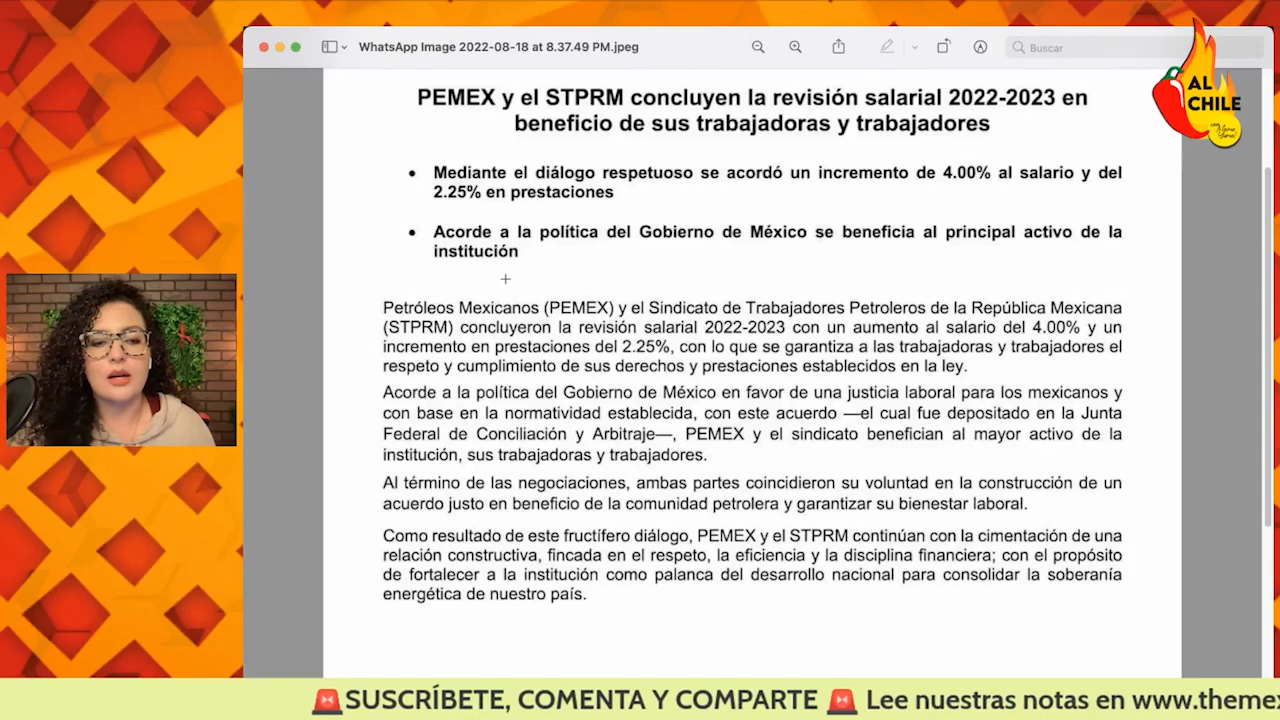 WhatsApp Image 2022-08-18 at 8.37.49 PM.jpeg
Buscar
AL
CHILE
PEMEX y el STPRM concluyen la revisión salarial 2022-2023 en
beneficio de sus trabajadoras y trabajadores
• Mediante el diálogo respetuoso se acordó un incremento de 4.00% al salario y del
2.25% en prestaciones
• Acorde a la política del Gobierno de México se beneficia al principal activo de la
institución
Petróleos Mexicanos (PEMEX) y el Sindicato de Trabajadores Petroleros de la República Mexicana
(STPRM) concluyeron la revisión salarial 2022-2023 con un aumento al salario del 4.00% y un
incremento en prestaciones del 2.25%, con lo que se garantiza a las trabajadoras y trabajadores el
respeto y cumplimiento de sus derechos y prestaciones establecidos en la ley.
Acorde a la política del Gobierno de México en favor de una justicia laboral para los mexicanos y
con base en la normatividad establecida, con este acuerdo —el cual fue depositado en la Junta
Federal de Conciliación y Arbitraje—, PEMEX y el sindicato benefician al mayor activo de la
institución, sus trabajadoras y trabajadores.
Al término de las negociaciones, ambas partes coincidieron su voluntad en la construcción de un
acuerdo justo en beneficio de la comunidad petrolera y garantizar su bienestar laboral.
Como resultado de este fructífero diálogo, PEMEX y el STPRM continúan con la cimentación de una
relación constructiva, fincada en el respeto, la eficiencia y la disciplina financiera; con el propósito
de fortalecer a la institución como palanca del desarrollo nacional para consolidar la soberanía
energética de nuestro país.
🚨SUSCRÍBETE, COMENTA Y COMPARTE 🚨 Lee nuestras notas en www.themex